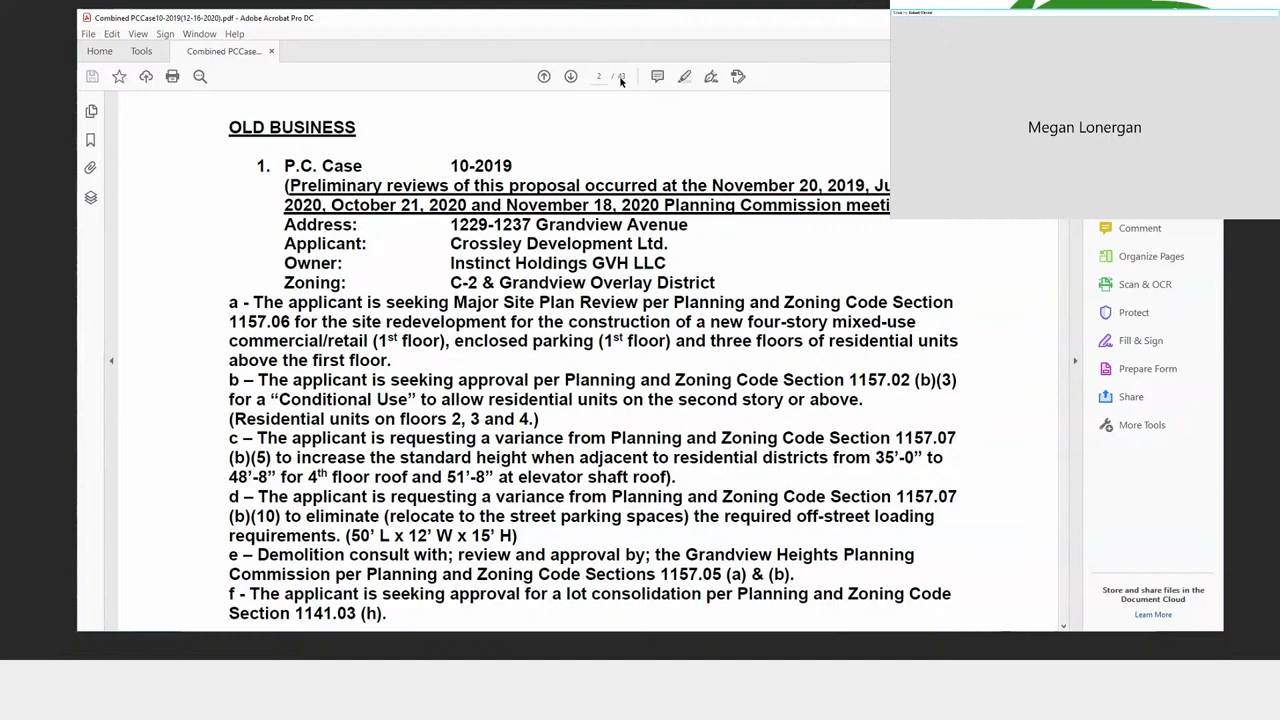 Combined PCCase10-2019(12-16-2020).pdf - Adobe Acrobat Pro DC
File Edit View Sign Window Help
Home Tools Combined PCCase... ×
2 / 43
Megan Lonergan
OLD BUSINESS
1. P.C. Case 10-2019
(Preliminary reviews of this proposal occurred at the November 20, 2019,
2020, October 21, 2020 and November 18, 2020 Planning Commission
Address: 1229-1237 Grandview Avenue
Applicant: Crossley Development Ltd.
Owner: Instinct Holdings GVH LLC
Zoning: C-2 & Grandview Overlay District
a - The applicant is seeking Major Site Plan Review per Planning and Zoning Code Section
1157.06 for the site redevelopment for the construction of a new four-story mixed-use
commercial/retail (1st floor), enclosed parking (1st floor) and three floors of residential units
above the first floor.
b – The applicant is seeking approval per Planning and Zoning Code Section 1157.02 (b)(3)
for a “Conditional Use” to allow residential units on the second story or above.
(Residential units on floors 2, 3 and 4.)
c – The applicant is requesting a variance from Planning and Zoning Code Section 1157.07
(b)(5) to increase the standard height when adjacent to residential districts from 35’-0” to
48’-8” for 4th floor roof and 51’-8” at elevator shaft roof).
d – The applicant is requesting a variance from Planning and Zoning Code Section 1157.07
(b)(10) to eliminate (relocate to the street parking spaces) the required off-street loading
requirements. (50’ L x 12’ W x 15’ H)
e – Demolition consult with; review and approval by; the Grandview Heights Planning
Commission per Planning and Zoning Code Sections 1157.05 (a) & (b).
f - The applicant is seeking approval for a lot consolidation per Planning and Zoning Code
Section 1141.03 (h).
Comment
Organize Pages
Scan & OCR
Protect
Fill & Sign
Prepare Form
Share
More Tools
Store and share files in the
Document Cloud
Learn More